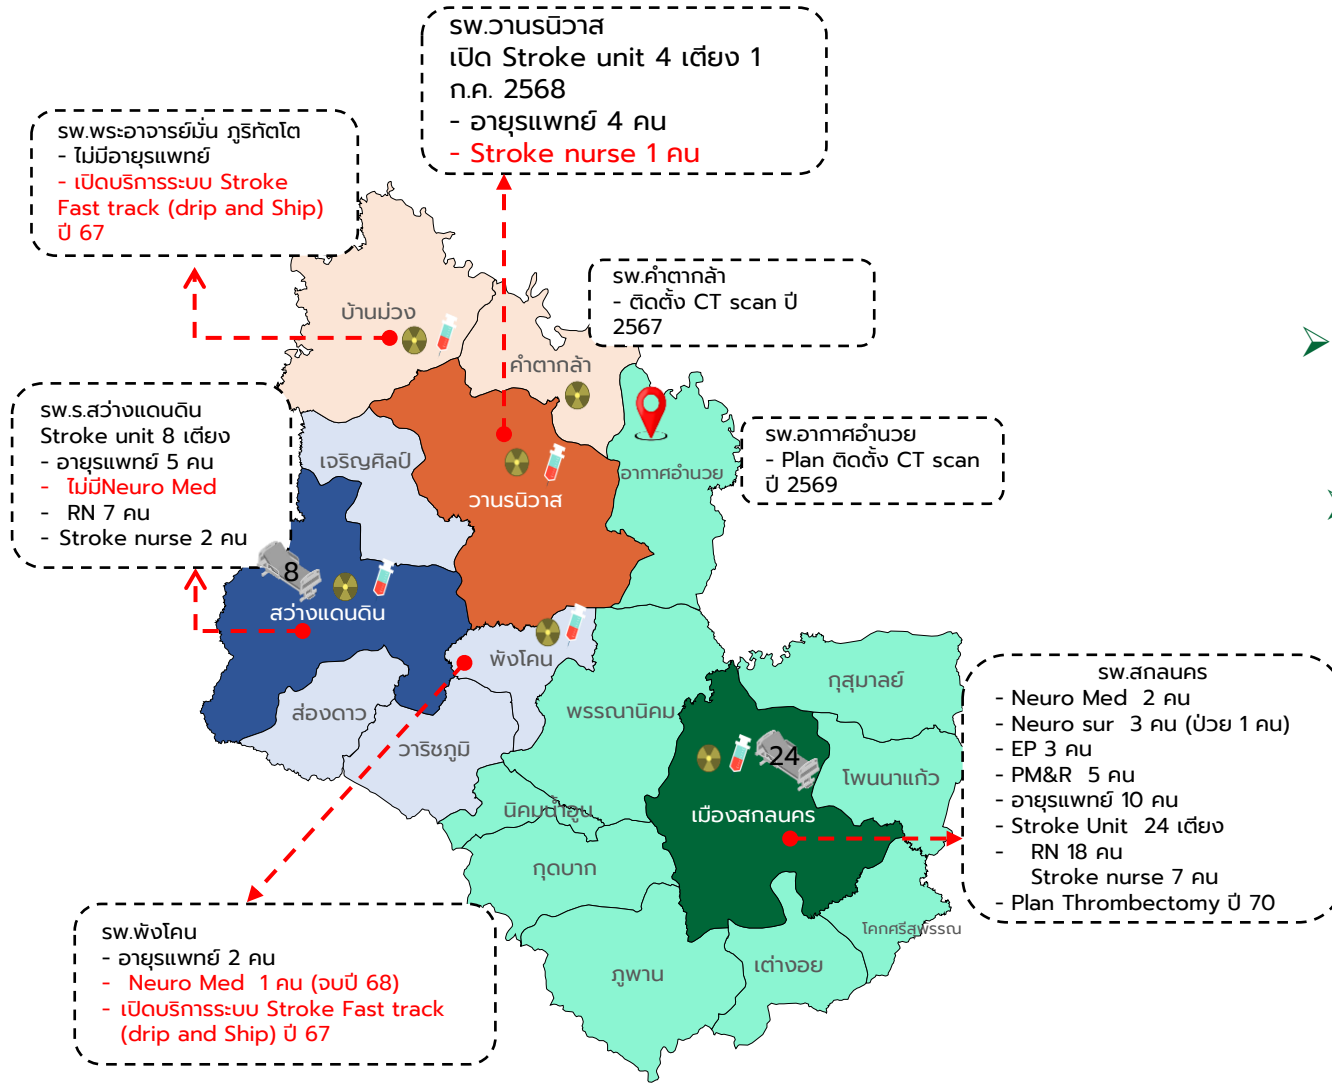 รพ.วานรนิวาส
เปิด Stroke unit 4 เตียง 1
ก.ค. 2568
- อายุรแพทย์ 4 คน
- Stroke nurse 1 คน
รพ.พระอาจารย์มั่น ภูริทัตโต
- ไม่มีอายุรแพทย์
- เปิดบริการระบบ Stroke
Fast track (drip and Ship)
ปี 67
รพ.คำตากล้า
- ติดตั้ง CT scan ปี
2567
บ้านม่วง
คำตากล้า
รพ.ร.สว่างแดนดิน
Stroke unit 8 เตียง
- อายุรแพทย์ 5 คน
- ไม่มีNeuro Med
- RN 7 คน
- Stroke nurse 2 คน
รพ.อากาศอำนวย
- Plan ติดตั้ง CT scan
ปี 2569
เจริญศิลป์
อากาศอำนวย
วานรนิวาส
8
สว่างแดนดิน
พังโคน
ส่องดาว
วาริชภูมิ
พรรณานิคม
กุสุมาลย์
24
โพนนาแก้ว
นิคมน้ำอูน
เมืองสกลนคร
กุดบาก
โคกศรีสุพรรณ
เต่างอย
ภูพาน
รพ.สกลนคร
- Neuro Med 2 คน
- Neuro sur 3 คน (ป่วย 1 คน)
- EP 3 คน
- PM&R 5 คน
- อายุรแพทย์ 10 คน
- Stroke Unit 24 เตียง
- RN 18 คน
Stroke nurse 7 คน
- Plan Thrombectomy ปี 70
รพ.พังโคน
- อายุรแพทย์ 2 คน
- Neuro Med 1 คน (จบปี 68)
- เปิดบริการระบบ Stroke Fast track
(drip and Ship) ปี 67